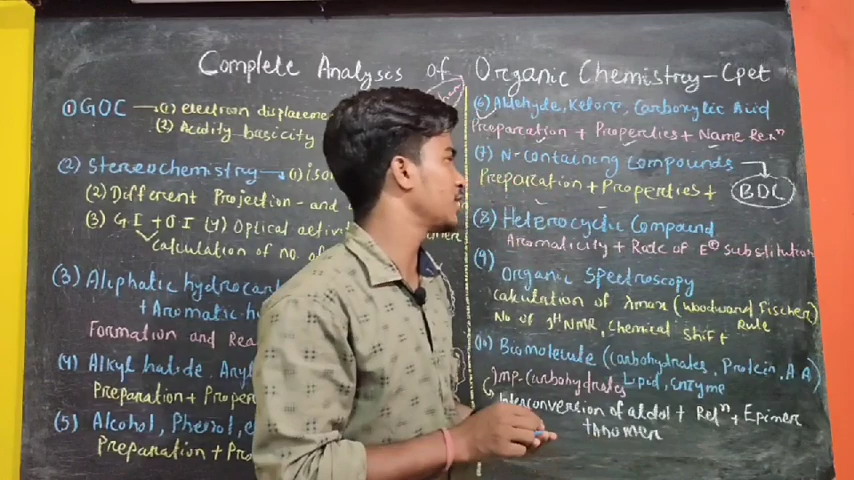 Complete Analysis of Organic Chemistry - Cpet
① GOC → (1) electron displaceme
(2) Acidity basicity
(2) Stereochemistry → (1) iso
(2) Different Projection - and
(3) G.I + O.I (4) Optical activi
Calculation of no. of
(3) Aliphatic hydrocar
+ Aromatic h
Formation and Rea
(4) Alkyl halide, Aryl
Preparation + Proper
(5) Alcohol, Phenol, e
Preparation + Pro
(6) Aldehyde, Ketone, Carboxylic Acid
Preparation + Properties + Name Rexⁿ
(7) N-containing Compounds
Preparation + Properties + BDC
(8) Heterocyclic Compound
Aromaticity + Rate of E⊕ substitution
(9) Organic Spectroscopy
calculation of λmax (Woodward Fischer
Rule
No of ¹H NMR, Chemical Shift +
(10) Biomolecule (carbohydrates, Protein, A.A)
Lipid, enzyme
Imp - Carbohydrates
Interconversion of aldol + Relⁿ + Epimer
+ Anomer